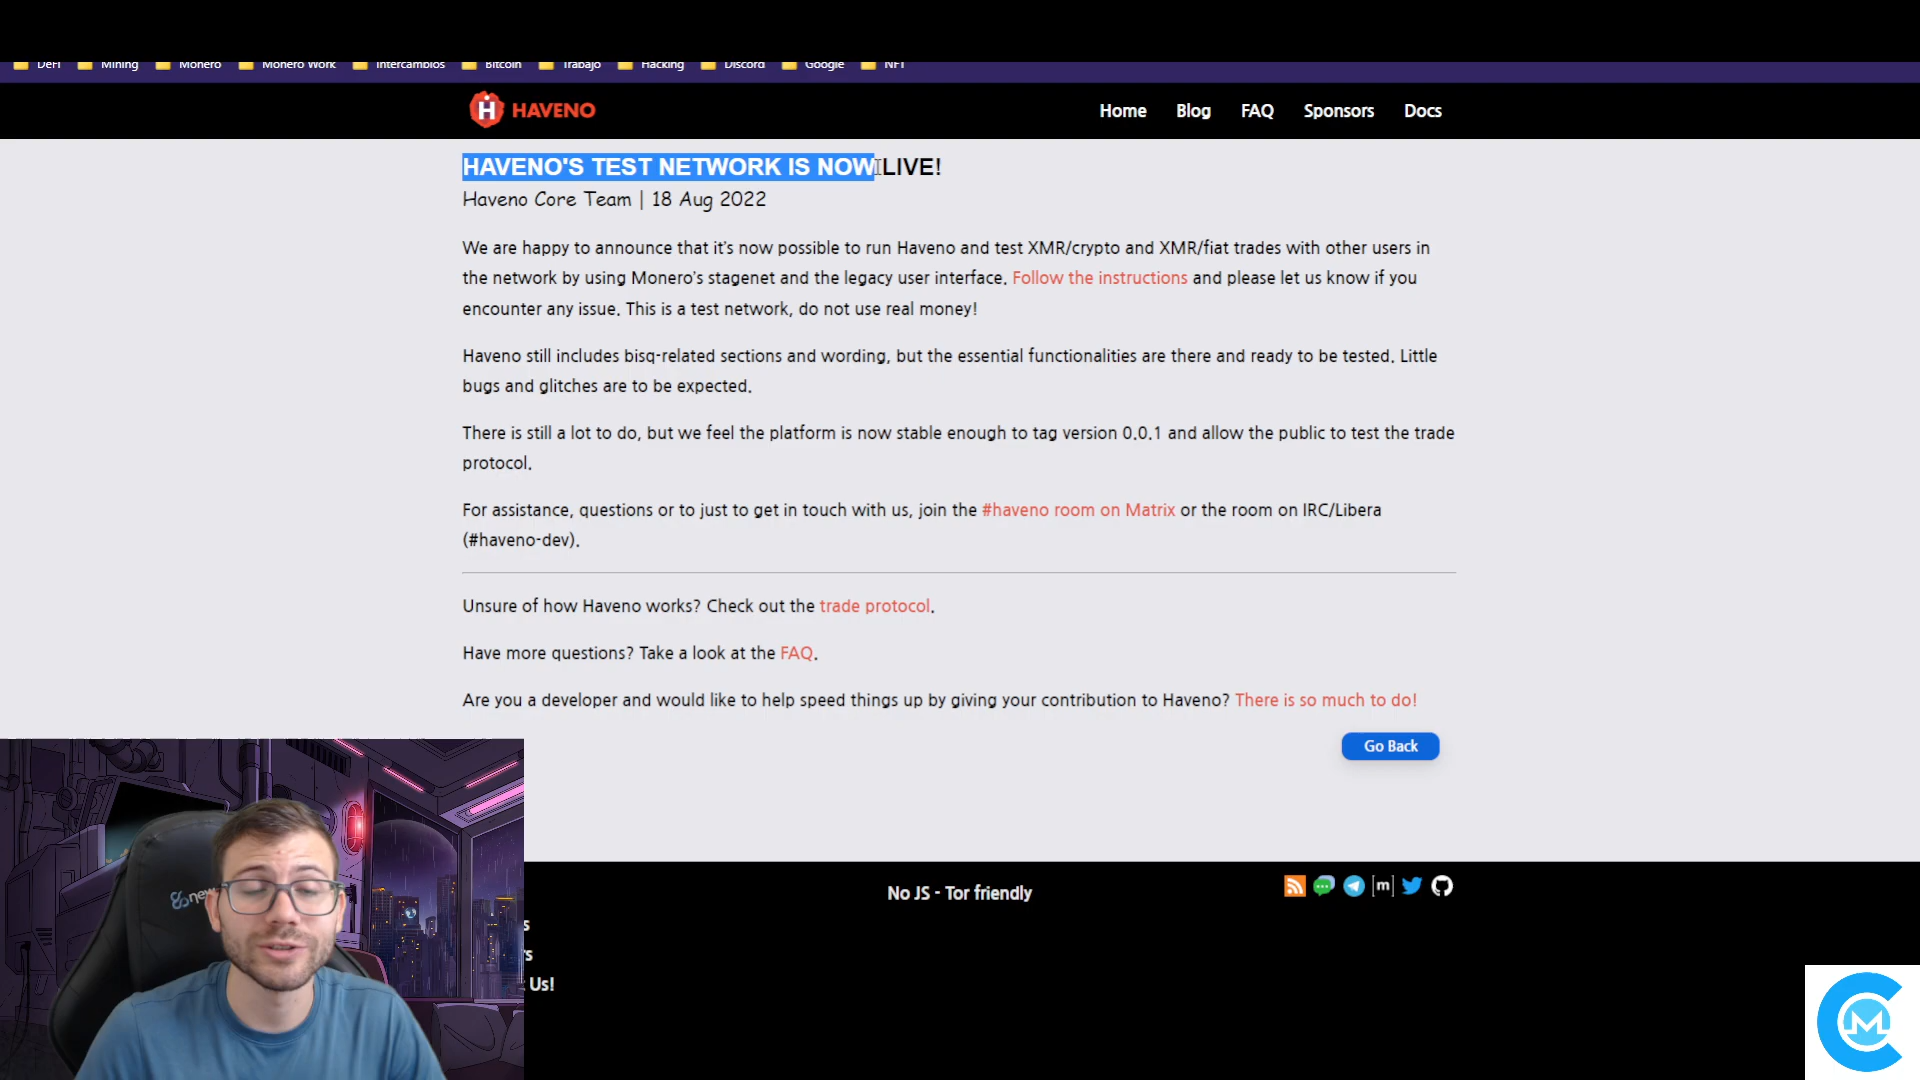 DeFi Mining Monero Monero Work Intercambios Bitcoin Trabajo Hacking Discord Google NFT
HAVENO Home Blog FAQ Sponsors Docs
HAVENO'S TEST NETWORK IS NOW LIVE!
Haveno Core Team | 18 Aug 2022
We are happy to announce that it's now possible to run Haveno and test XMR/crypto and XMR/fiat trades with other users in
the network by using Monero's stagenet and the legacy user interface. Follow the instructions and please let us know if you
encounter any issue. This is a test network, do not use real money!
Haveno still includes bisq-related sections and wording, but the essential functionalities are there and ready to be tested. Little
bugs and glitches are to be expected.
There is still a lot to do, but we feel the platform is now stable enough to tag version 0.0.1 and allow the public to test the trade
protocol.
For assistance, questions or to just to get in touch with us, join the #haveno room on Matrix or the room on IRC/Libera
(#haveno-dev).
Unsure of how Haveno works? Check out the trade protocol.
Have more questions? Take a look at the FAQ.
Are you a developer and would like to help speed things up by giving your contribution to Haveno? There is so much to do!
Go Back
No JS - Tor friendly
[m]
new
Us!